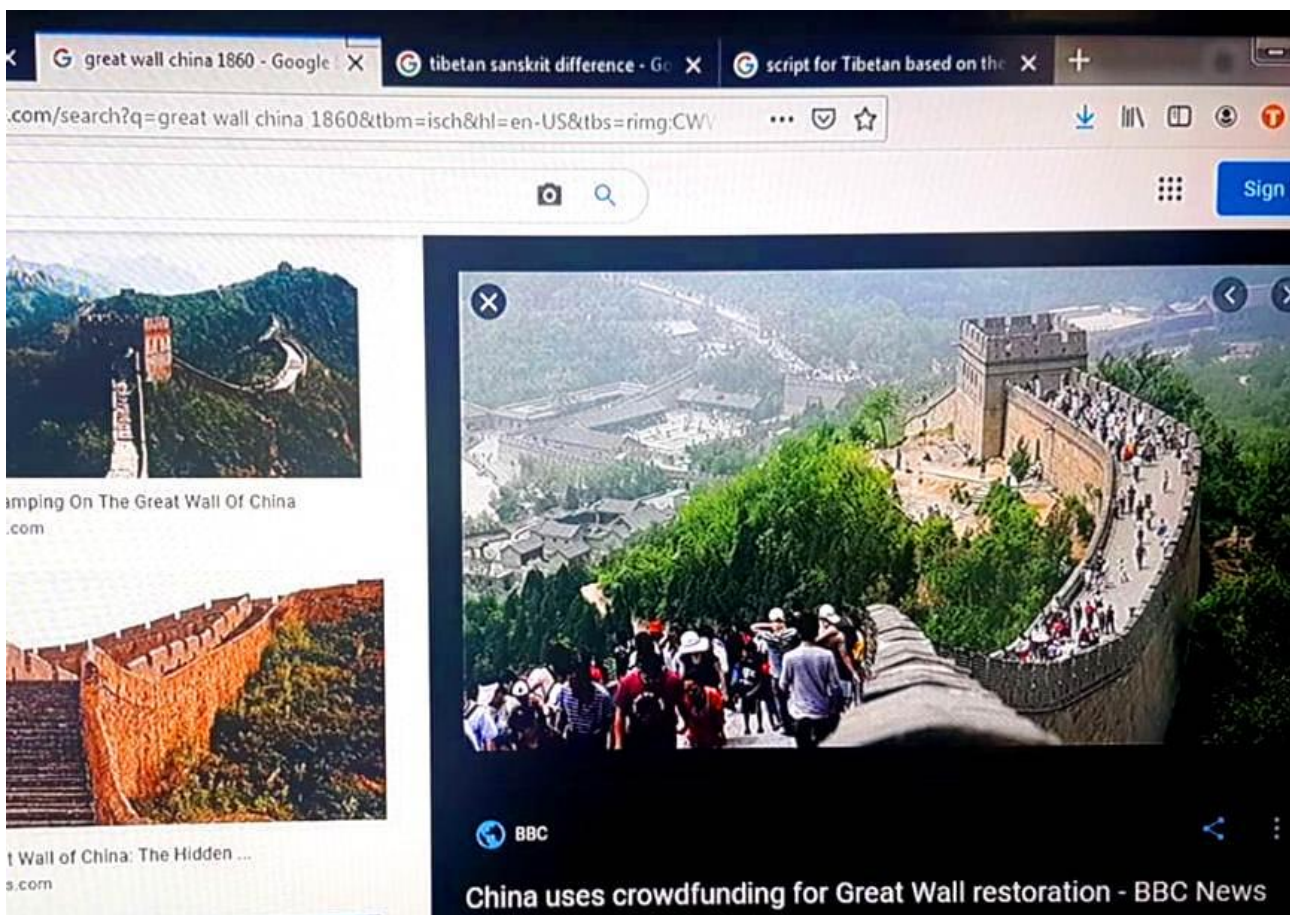 great wall china 1860 - Google
tibetan sanskrit difference - Go
script for Tibetan based on the
.com/search?q=great wall china 1860&tbm=isch&hl=en-US&tbs=rimg:CWV
Sign
amping On The Great Wall Of China
.com
t Wall of China: The Hidden ...
s.com
BBC
China uses crowdfunding for Great Wall restoration - BBC News